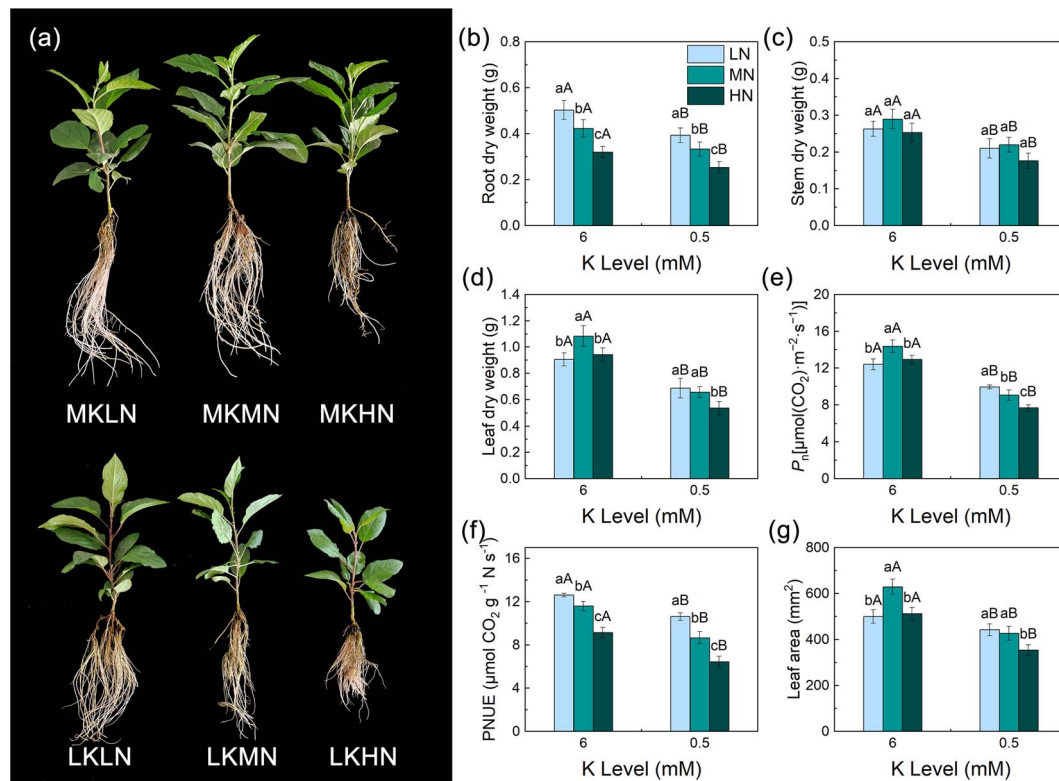 (a)
MKLN MKMN MKHN
LKLN LKMN LKHN
(b)
Root dry weight (g)
0.8
0.6
0.4
0.2
0.0
LN
MN
HN
aA bA cA aB bB cB
6 0.5
K Level (mM)
(c)
Stem dry weight (g)
0.5
0.4
0.3
0.2
0.1
0.0
aA aA aA aB aB aB
6 0.5
K Level (mM)
(d)
Leaf dry weight (g)
1.4
1.2
1.0
0.8
0.6
0.4
0.2
0.0
bA aA bA aB aB bB
6 0.5
K Level (mM)
(e)
Pn[μmol(CO₂)·m⁻²·s⁻¹)]
20
16
12
8
4
0
bA aA bA aB bB cB
6 0.5
K Level (mM)
(f)
PNUE (μmol CO₂ g⁻¹ N s⁻¹)
16
12
8
4
0
aA bA cA aB bB cB
6 0.5
K Level (mM)
(g)
Leaf area (mm²)
800
600
400
200
0
bA aA bA aB aB bB
6 0.5
K Level (mM)